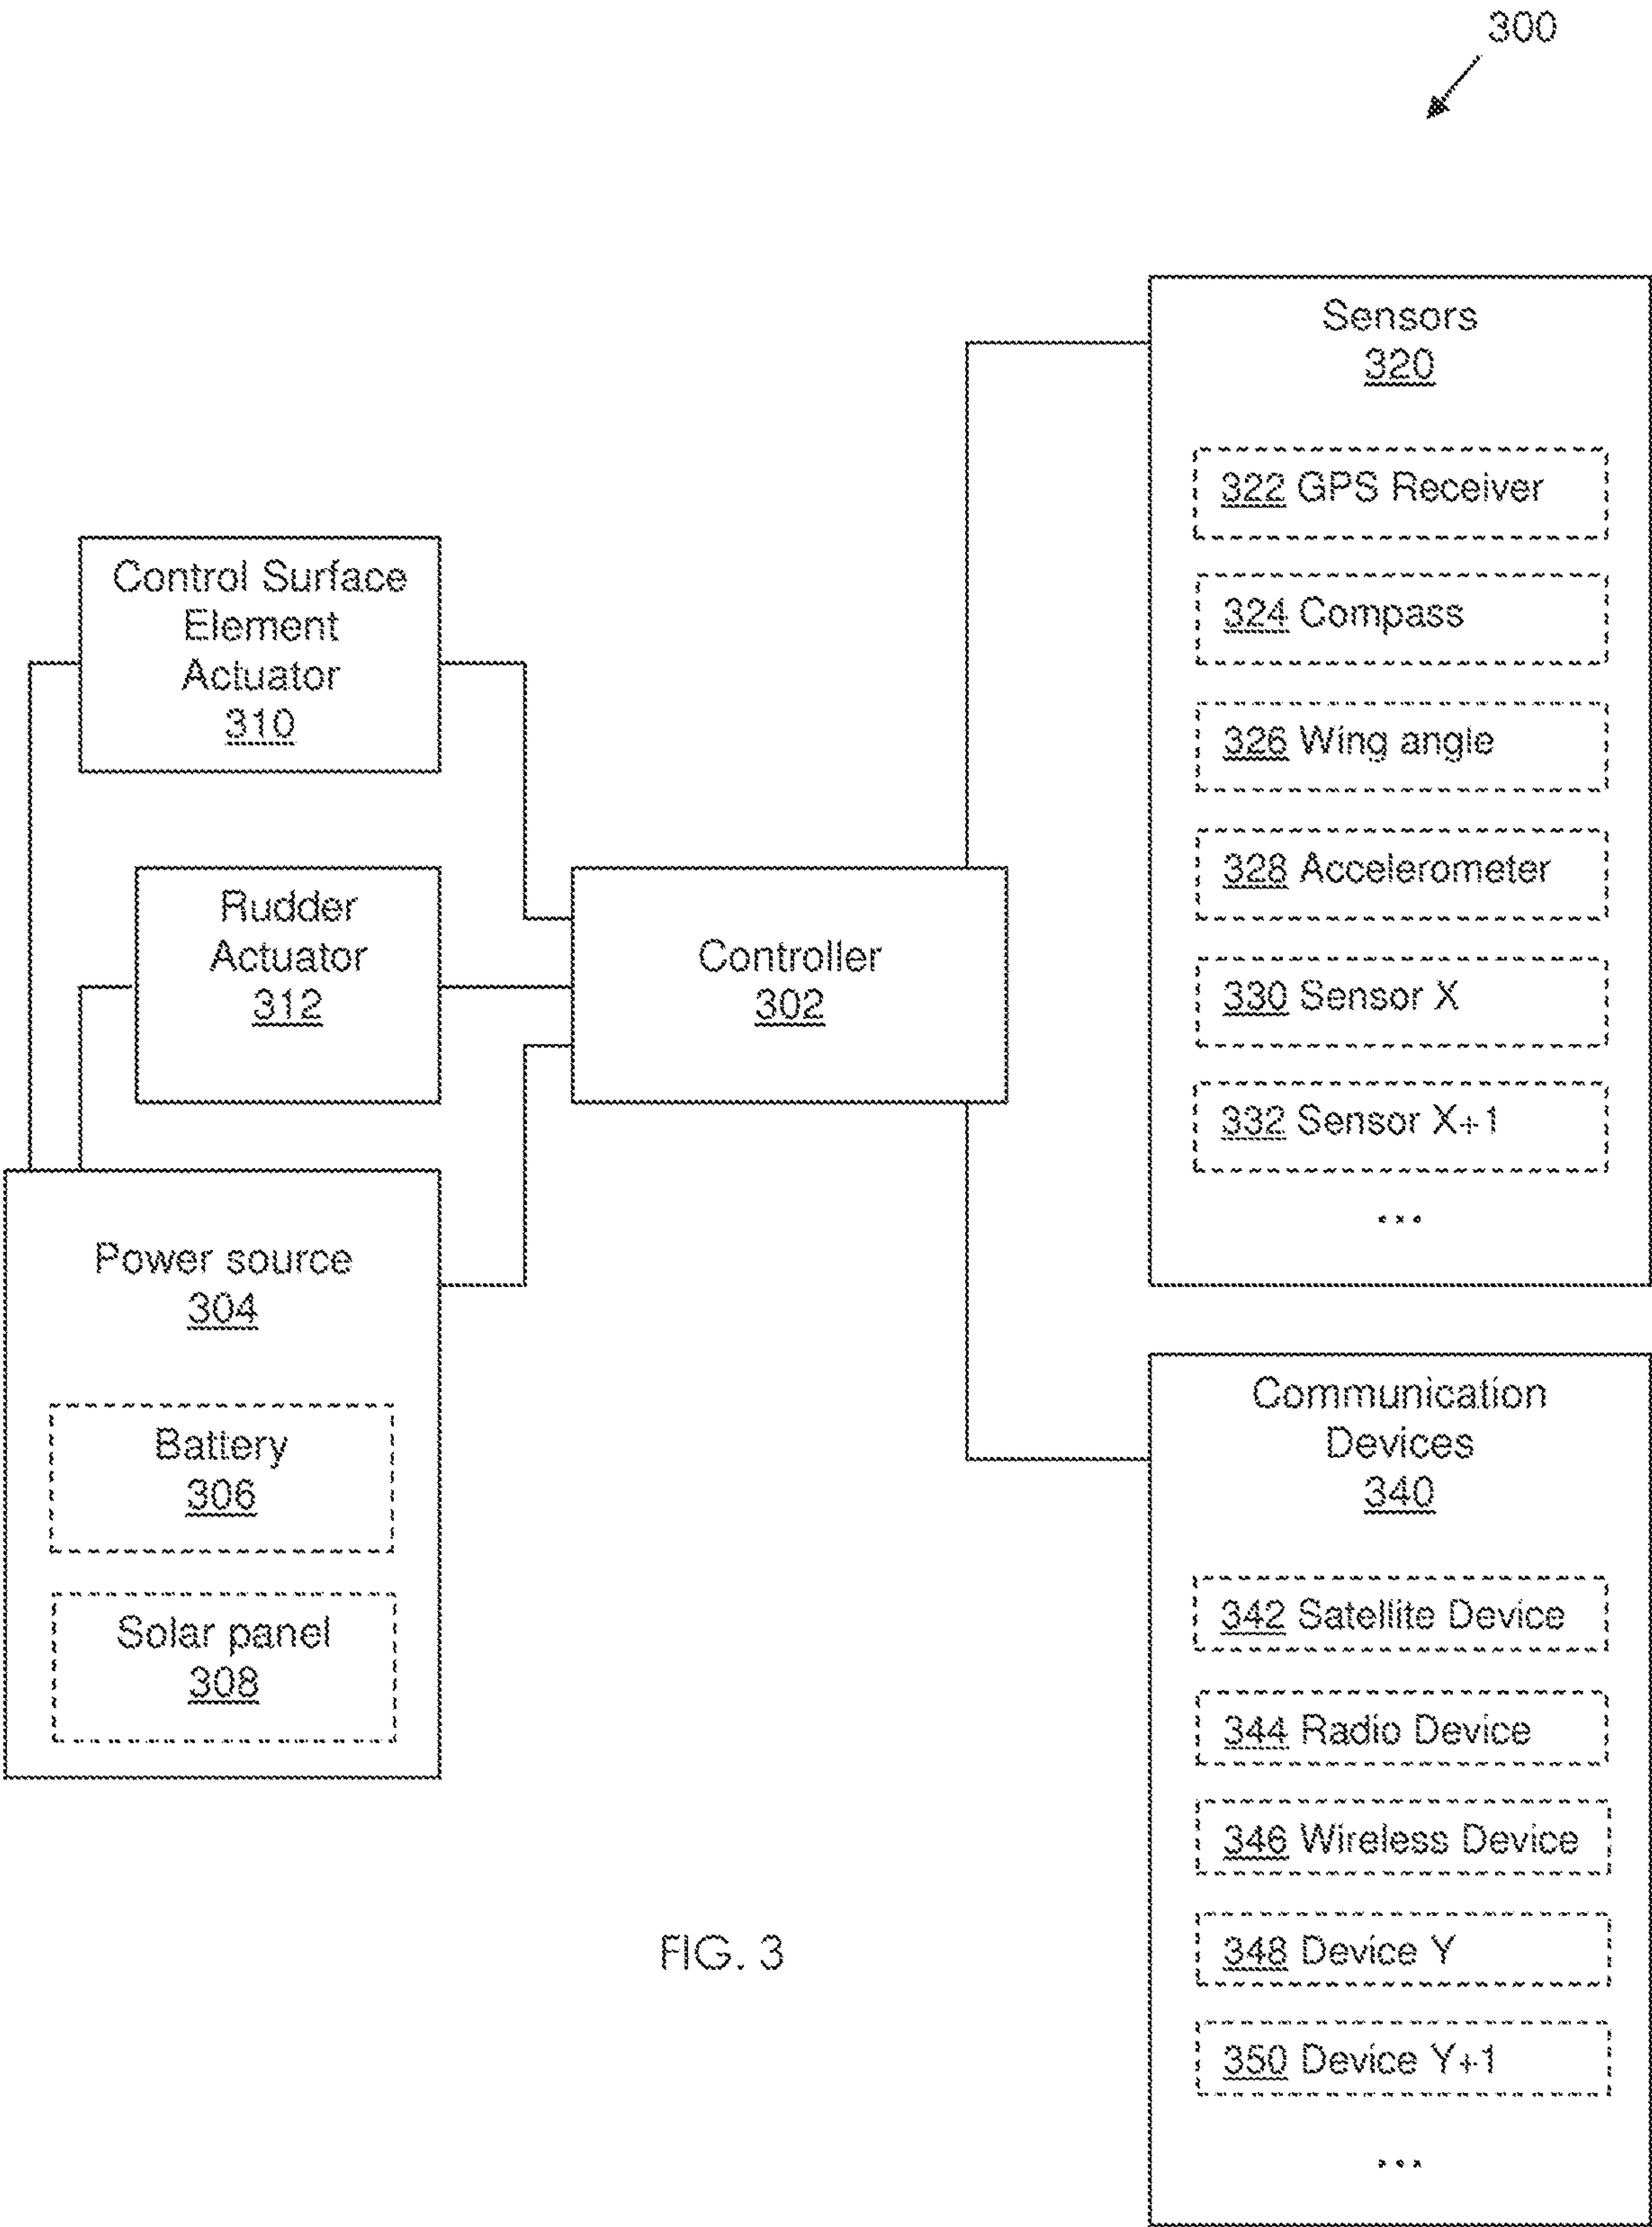 300
Sensors
320
322 GPS Receiver
324 Compass
326 Wing angle
328 Accelerometer
330 Sensor X
332 Sensor X+1
...
Control Surface
Element
Actuator
310
Rudder
Actuator
312
Controller
302
Power source
304
Battery
306
Solar panel
308
Communication
Devices
340
342 Satellite Device
344 Radio Device
346 Wireless Device
348 Device Y
350 Device Y+1
...
FIG. 3